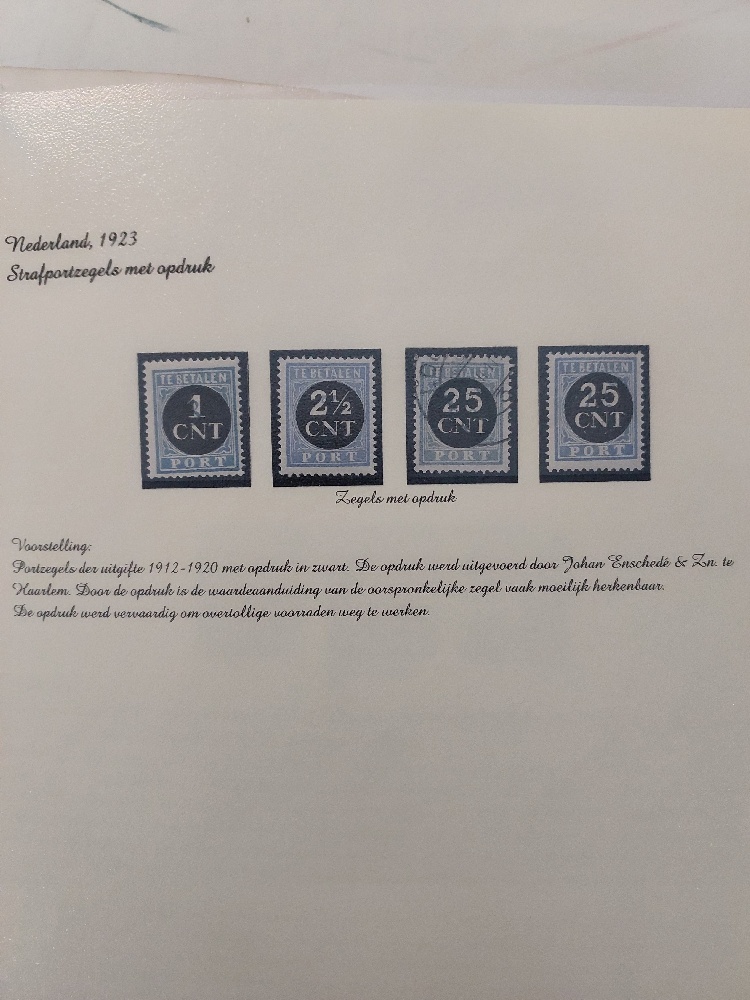 Nederland, 1923
Strafportzegels met opdruk
TE BETALEN
1
CNT
PORT
TE BETALEN
2½
CNT
PORT
TE BETALEN
25
CNT
PORT
TE BETALEN
25
CNT
PORT
Zegels met opdruk
Voorstelling:
Portzegels der uitgifte 1912-1920 met opdruk in zwart. De opdruk werd uitgevoerd door Johan Enschedé & Zn. te
Haarlem. Door de opdruk is de waardeaanduiding van de oorspronkelijke zegel vaak moeilijk herkenbaar.
De opdruk werd vervaardig om overtollige voorraden weg te werken.